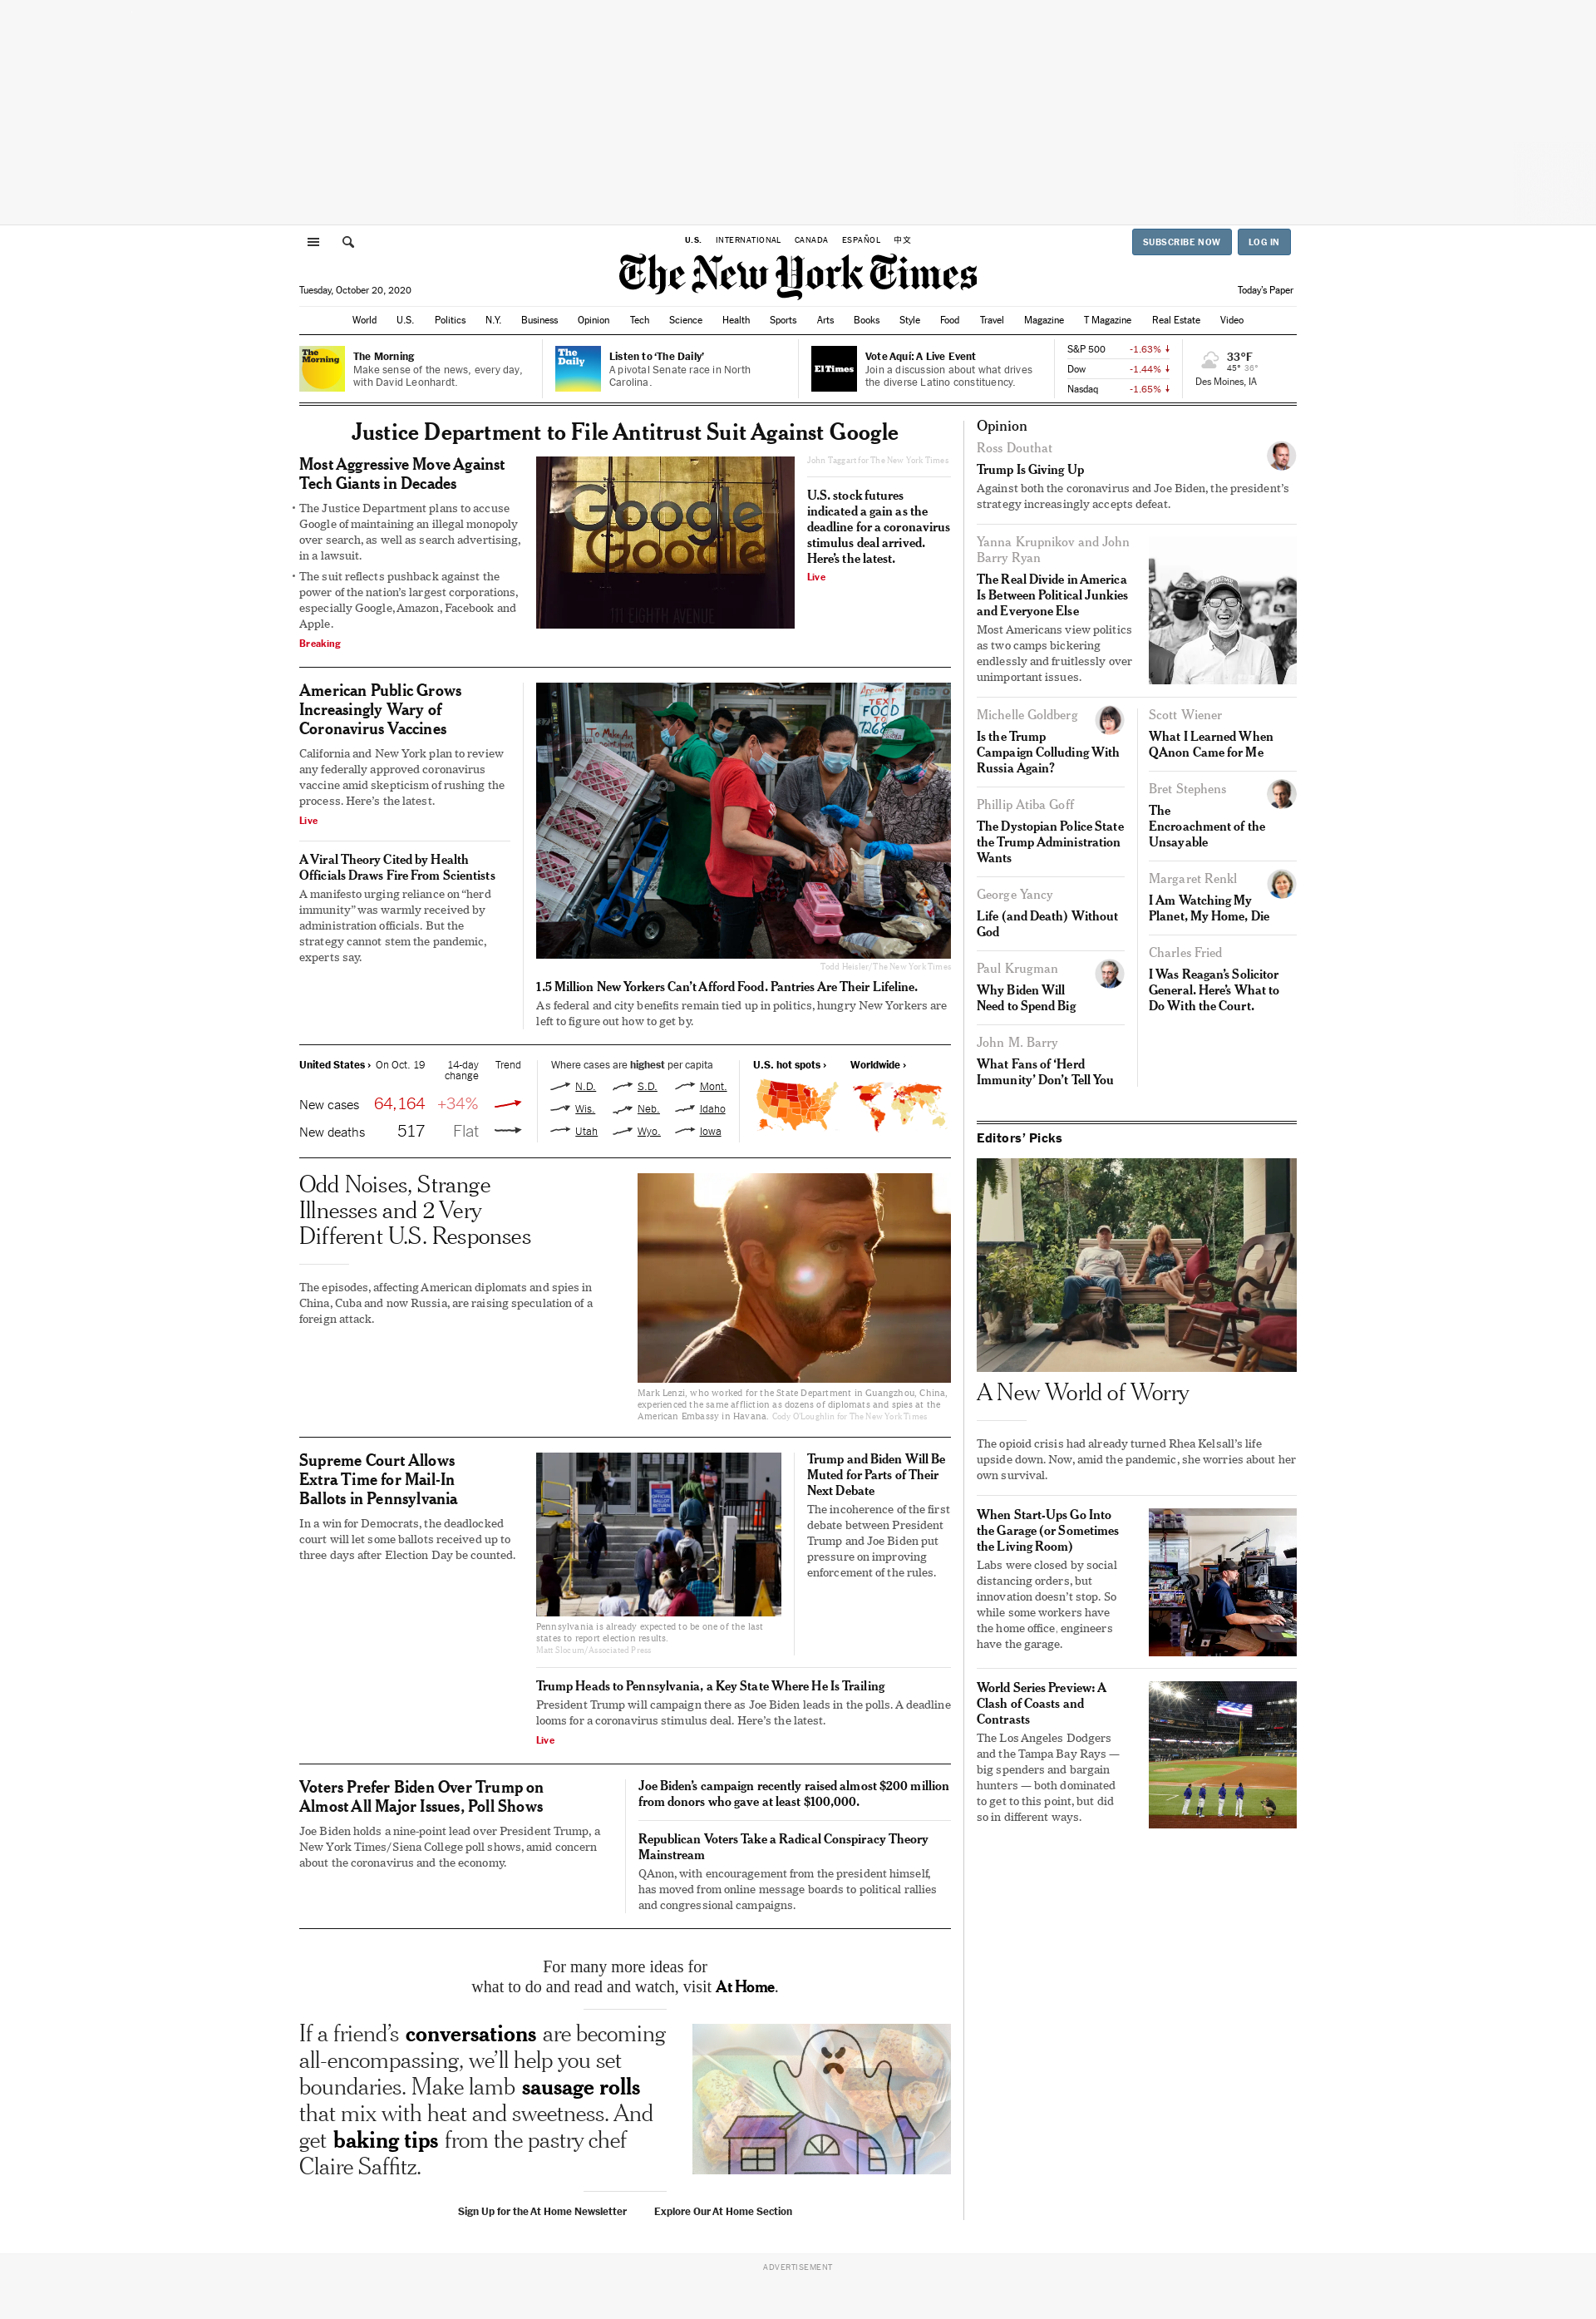 U.S. INTERNATIONAL CANADA ESPAÑOL 中文
SUBSCRIBE NOW LOG IN
The New York Times
Tuesday, October 20, 2020
Today's Paper
World U.S. Politics N.Y. Business Opinion Tech Science Health Sports Arts Books Style Food Travel Magazine T Magazine Real Estate Video
The
Morning
The Morning
Make sense of the news, every day,
with David Leonhardt.
The
Daily
Listen to ‘The Daily’
A pivotal Senate race in North
Carolina.
El Times
Vote Aquí: A Live Event
Join a discussion about what drives
the diverse Latino constituency.
S&P 500 -1.63%
Dow -1.44%
Nasdaq -1.65%
33°F
45° 36°
Des Moines, IA
Justice Department to File Antitrust Suit Against Google
Most Aggressive Move Against
Tech Giants in Decades
• The Justice Department plans to accuse
Google of maintaining an illegal monopoly
over search, as well as search advertising,
in a lawsuit.
• The suit reflects pushback against the
power of the nation’s largest corporations,
especially Google, Amazon, Facebook and
Apple.
Breaking
Google
Google
111 EIGHTH AVENUE
John Taggart for The New York Times
U.S. stock futures
indicated a gain as the
deadline for a coronavirus
stimulus deal arrived.
Here’s the latest.
Live
American Public Grows
Increasingly Wary of
Coronavirus Vaccines
California and New York plan to review
any federally approved coronavirus
vaccine amid skepticism of rushing the
process. Here’s the latest.
Live
A Viral Theory Cited by Health
Officials Draws Fire From Scientists
A manifesto urging reliance on “herd
immunity” was warmly received by
administration officials. But the
strategy cannot stem the pandemic,
experts say.
TEXT
FOOD
TO
Todd Heisler/The New York Times
1.5 Million New Yorkers Can’t Afford Food. Pantries Are Their Lifeline.
As federal and city benefits remain tied up in politics, hungry New Yorkers are
left to figure out how to get by.
United States › On Oct. 19 14-day Trend
change
New cases 64,164 +34%
New deaths 517 Flat
Where cases are highest per capita
N.D. S.D. Mont.
Wis. Neb. Idaho
Utah Wyo. Iowa
U.S. hot spots › Worldwide ›
Odd Noises, Strange
Illnesses and 2 Very
Different U.S. Responses
The episodes, affecting American diplomats and spies in
China, Cuba and now Russia, are raising speculation of a
foreign attack.
Mark Lenzi, who worked for the State Department in Guangzhou, China,
experienced the same affliction as dozens of diplomats and spies at the
American Embassy in Havana. Cody O'Loughlin for The New York Times
Supreme Court Allows
Extra Time for Mail-In
Ballots in Pennsylvania
In a win for Democrats, the deadlocked
court will let some ballots received up to
three days after Election Day be counted.
OFFICIAL
BALLOT
RETURN
SITE
Pennsylvania is already expected to be one of the last
states to report election results.
Matt Slocum/Associated Press
Trump and Biden Will Be
Muted for Parts of Their
Next Debate
The incoherence of the first
debate between President
Trump and Joe Biden put
pressure on improving
enforcement of the rules.
Trump Heads to Pennsylvania, a Key State Where He Is Trailing
President Trump will campaign there as Joe Biden leads in the polls. A deadline
looms for a coronavirus stimulus deal. Here’s the latest.
Live
Voters Prefer Biden Over Trump on
Almost All Major Issues, Poll Shows
Joe Biden holds a nine-point lead over President Trump, a
New York Times/Siena College poll shows, amid concern
about the coronavirus and the economy.
Joe Biden’s campaign recently raised almost $200 million
from donors who gave at least $100,000.
Republican Voters Take a Radical Conspiracy Theory
Mainstream
QAnon, with encouragement from the president himself,
has moved from online message boards to political rallies
and congressional campaigns.
For many more ideas for
what to do and read and watch, visit At Home.
If a friend’s conversations are becoming
all-encompassing, we’ll help you set
boundaries. Make lamb sausage rolls
that mix with heat and sweetness. And
get baking tips from the pastry chef
Claire Saffitz.
Sign Up for the At Home Newsletter Explore Our At Home Section
Opinion
Ross Douthat
Trump Is Giving Up
Against both the coronavirus and Joe Biden, the president’s
strategy increasingly accepts defeat.
Yanna Krupnikov and John
Barry Ryan
The Real Divide in America
Is Between Political Junkies
and Everyone Else
Most Americans view politics
as two camps bickering
endlessly and fruitlessly over
unimportant issues.
Michelle Goldberg
Is the Trump
Campaign Colluding With
Russia Again?
Phillip Atiba Goff
The Dystopian Police State
the Trump Administration
Wants
George Yancy
Life (and Death) Without
God
Paul Krugman
Why Biden Will
Need to Spend Big
John M. Barry
What Fans of ‘Herd
Immunity’ Don’t Tell You
Scott Wiener
What I Learned When
QAnon Came for Me
Bret Stephens
The
Encroachment of the
Unsayable
Margaret Renkl
I Am Watching My
Planet, My Home, Die
Charles Fried
I Was Reagan’s Solicitor
General. Here’s What to
Do With the Court.
Editors’ Picks
A New World of Worry
The opioid crisis had already turned Rhea Kelsall’s life
upside down. Now, amid the pandemic, she worries about her
own survival.
When Start-Ups Go Into
the Garage (or Sometimes
the Living Room)
Labs were closed by social
distancing orders, but
innovation doesn’t stop. So
while some workers have
the home office, engineers
have the garage.
World Series Preview: A
Clash of Coasts and
Contrasts
The Los Angeles Dodgers
and the Tampa Bay Rays —
big spenders and bargain
hunters — both dominated
to get to this point, but did
so in different ways.
ADVERTISEMENT